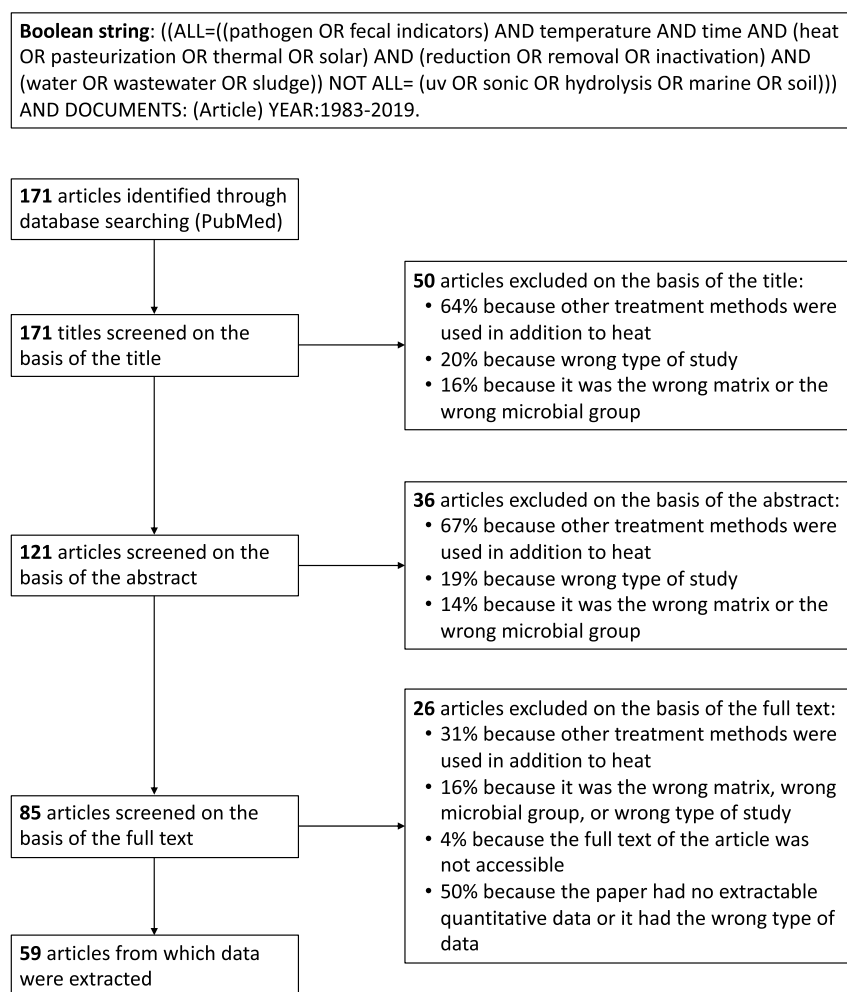 Boolean string: ((ALL=((pathogen OR fecal indicators) AND temperature AND time AND (heat
OR pasteurization OR thermal OR solar) AND (reduction OR removal OR inactivation) AND
(water OR wastewater OR sludge)) NOT ALL= (uv OR sonic OR hydrolysis OR marine OR soil)))
AND DOCUMENTS: (Article) YEAR:1983-2019.
171 articles identified through
database searching (PubMed)
171 titles screened on the
basis of the title
50 articles excluded on the basis of the title:
• 64% because other treatment methods were
used in addition to heat
• 20% because wrong type of study
• 16% because it was the wrong matrix or the
wrong microbial group
121 articles screened on the
basis of the abstract
36 articles excluded on the basis of the abstract:
• 67% because other treatment methods were
used in addition to heat
• 19% because wrong type of study
• 14% because it was the wrong matrix or the
wrong microbial group
85 articles screened on the
basis of the full text
26 articles excluded on the basis of the full text:
• 31% because other treatment methods were
used in addition to heat
• 16% because it was the wrong matrix, wrong
microbial group, or wrong type of study
• 4% because the full text of the article was
not accessible
• 50% because the paper had no extractable
quantitative data or it had the wrong type of
data
59 articles from which data
were extracted